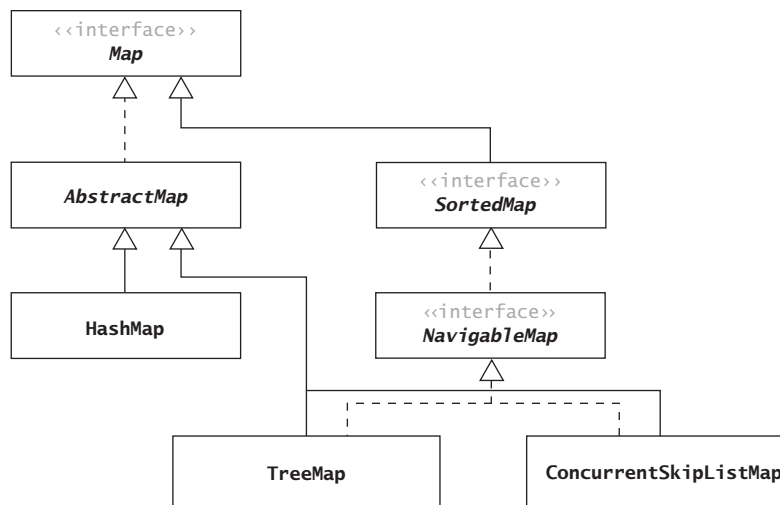 ‹‹interface››
Map
AbstractMap
‹‹interface››
SortedMap
HashMap
‹‹interface››
NavigableMap
TreeMap
ConcurrentSkipListMap